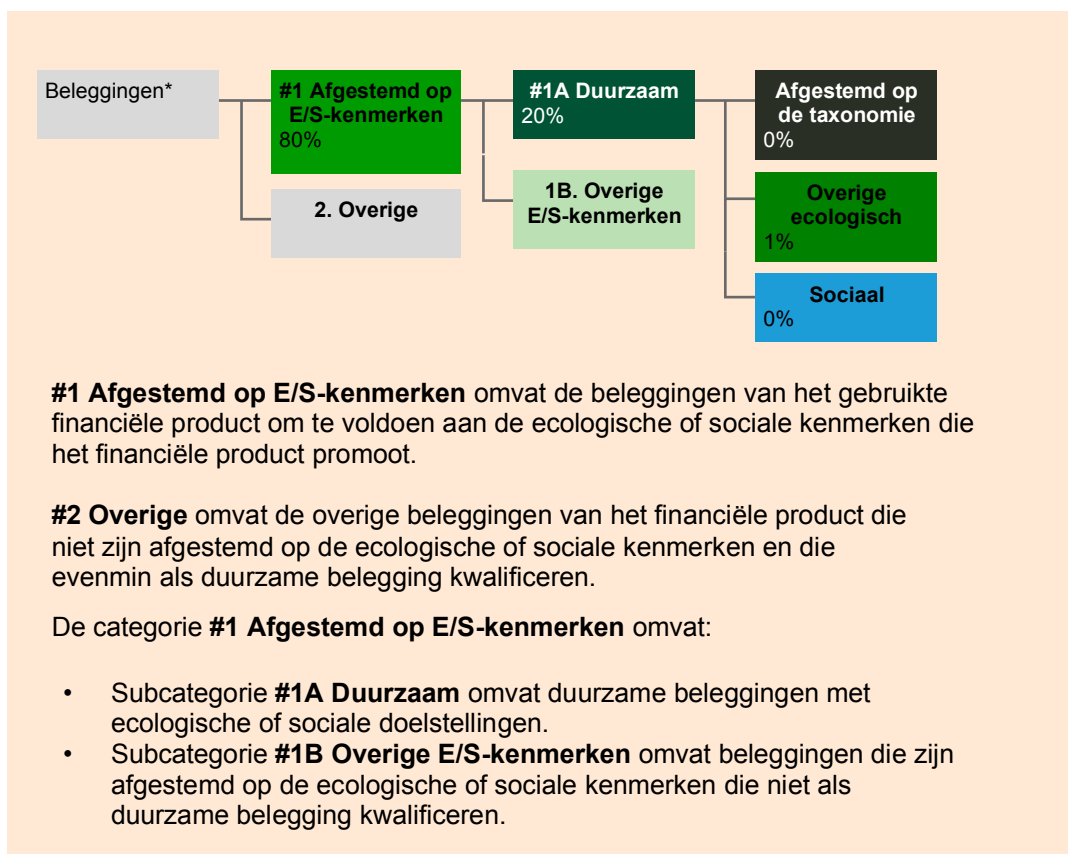 Beleggingen*
#1 Afgestemd op
E/S-kenmerken
80%
2. Overige
#1A Duurzaam
20%
1B. Overige
E/S-kenmerken
Afgestemd op
de taxonomie
0%
Overige
ecologisch
1%
Sociaal
0%
#1 Afgestemd op E/S-kenmerken omvat de beleggingen van het gebruikte
financiële product om te voldoen aan de ecologische of sociale kenmerken die
het financiële product promoot.
#2 Overige omvat de overige beleggingen van het financiële product die
niet zijn afgestemd op de ecologische of sociale kenmerken en die
evenmin als duurzame belegging kwalificeren.
De categorie #1 Afgestemd op E/S-kenmerken omvat:
• Subcategorie #1A Duurzaam omvat duurzame beleggingen met
ecologische of sociale doelstellingen.
• Subcategorie #1B Overige E/S-kenmerken omvat beleggingen die zijn
afgestemd op de ecologische of sociale kenmerken die niet als
duurzame belegging kwalificeren.